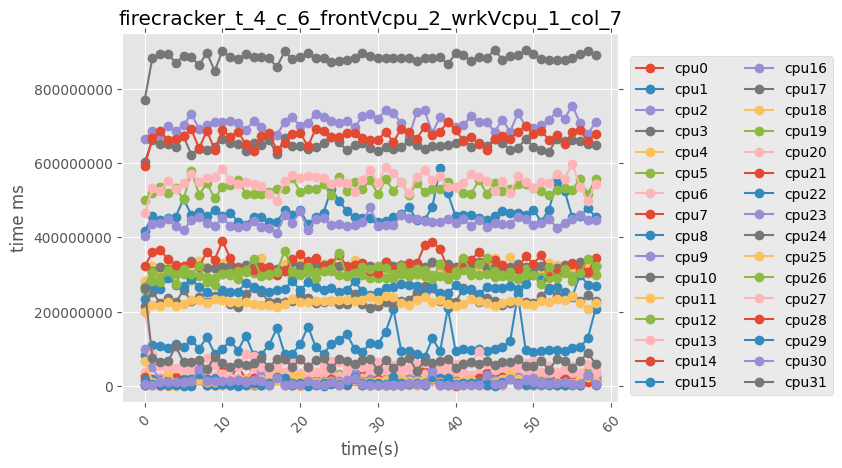 firecracker_t_4_c_6_frontVcpu_2_wrkVcpu_1_col_7
time ms
800000000
600000000
400000000
200000000
0
0
10
20
30
40
50
60
time(s)
cpu0
cpu1
cpu2
cpu3
cpu4
cpu5
cpu6
cpu7
cpu8
cpu9
cpu10
cpu11
cpu12
cpu13
cpu14
cpu15
cpu16
cpu17
cpu18
cpu19
cpu20
cpu21
cpu22
cpu23
cpu24
cpu25
cpu26
cpu27
cpu28
cpu29
cpu30
cpu31